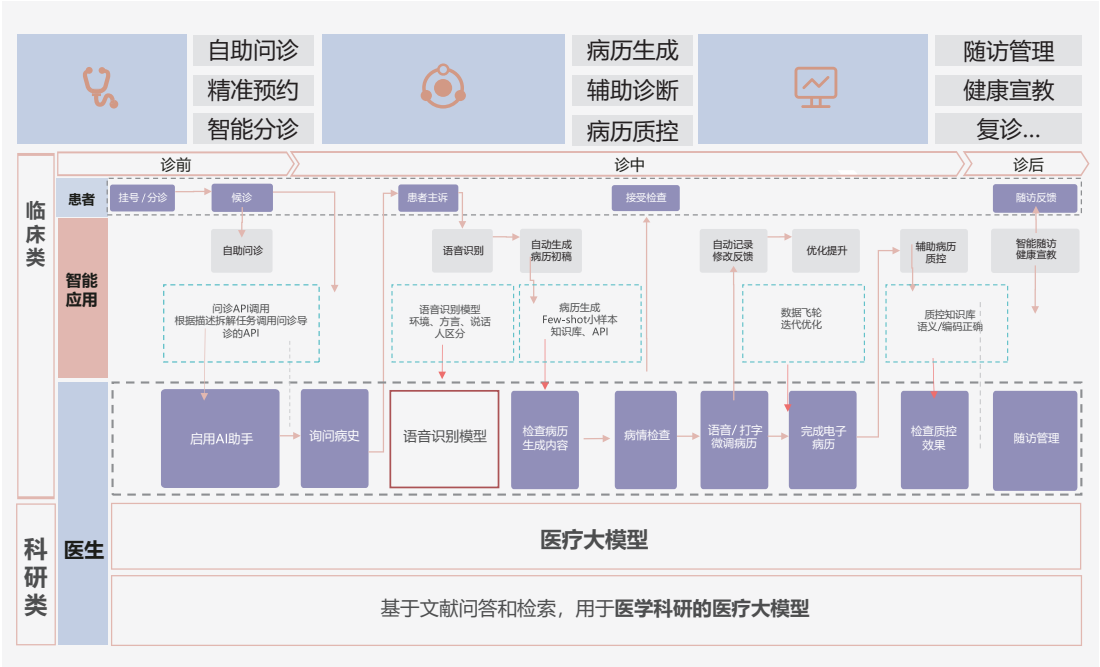 自助问诊
精准预约
智能分诊
病历生成
辅助诊断
病历质控
随访管理
健康宣教
复诊...
诊前
诊中
诊后
临床类
患者
挂号 / 分诊
候诊
患者主诉
接受检查
随访反馈
智能
应用
自助问诊
语音识别
自动生成
病历初稿
自动记录
修改反馈
优化提升
辅助病历
质控
智能随访
健康宣教
问诊API调用
根据描述拆解任务调用问诊导
诊的API
语音识别模型
环境、方言、说话
人区分
病历生成
Few-shot小样本
知识库、API
数据飞轮
迭代优化
质控知识库
语义/编码正确
启用AI助手
询问病史
语音识别模型
检查病历
生成内容
病情检查
语音/ 打字
微调病历
完成电子
病历
检查质控
效果
随访管理
科研类
医生
医疗大模型
基于文献问答和检索，用于医学科研的医疗大模型